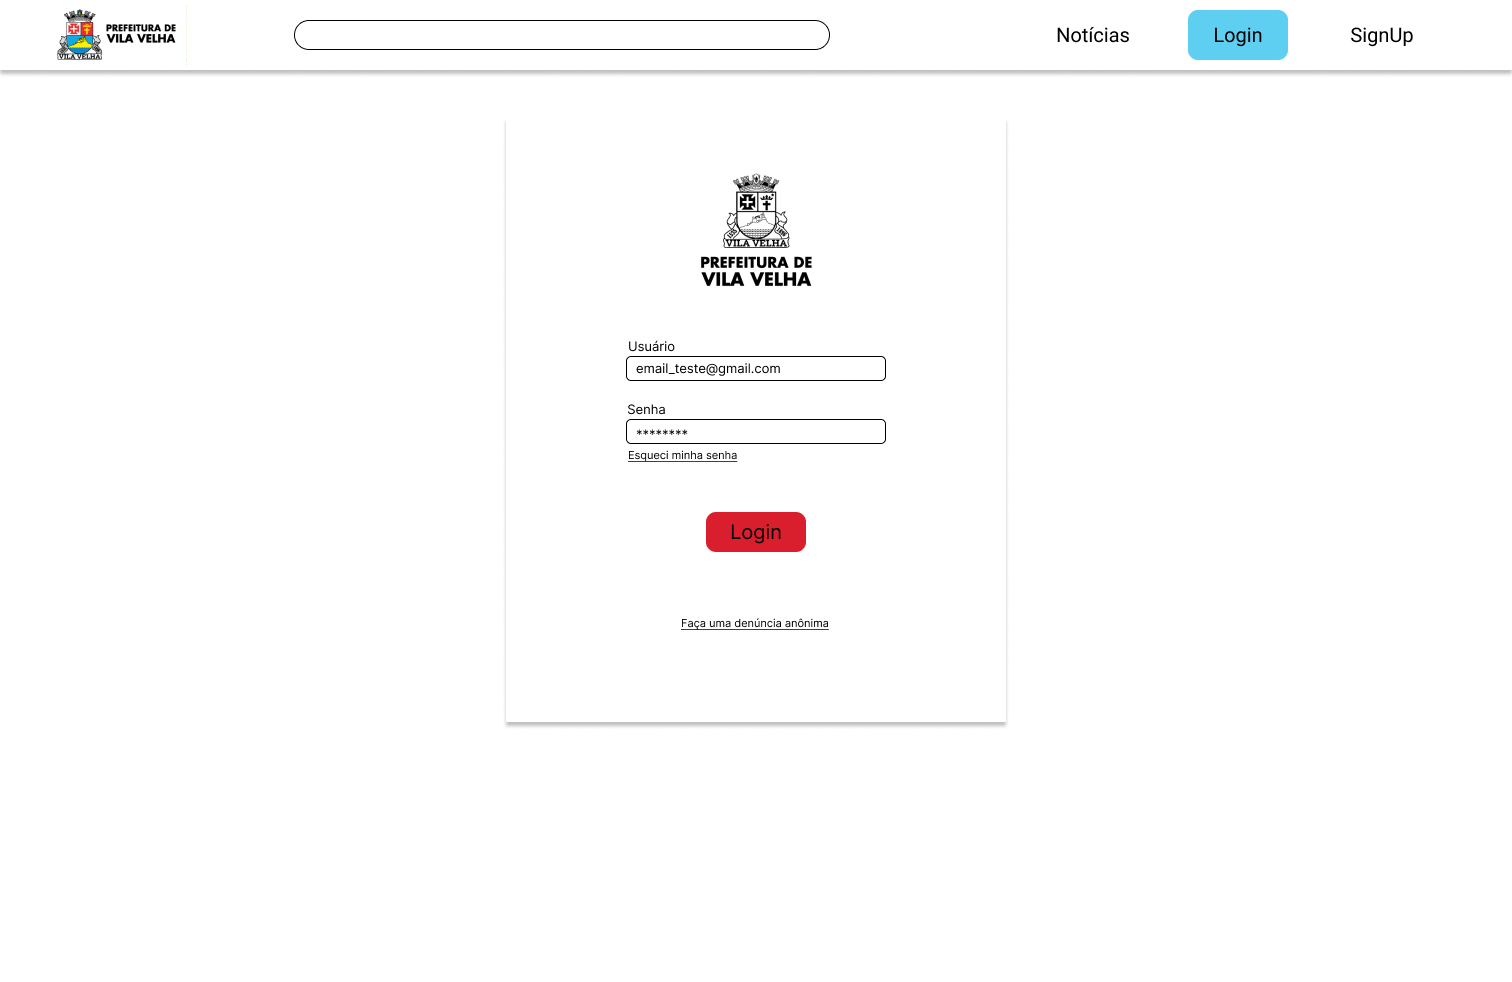 VILA VELHA
PREFEITURA DE
VILA VELHA
Notícias
Login
SignUp
VILA VELHA
PREFEITURA DE
VILA VELHA
Usuário
email_teste@gmail.com
Senha
********
Esqueci minha senha
Login
Faça uma denúncia anônima